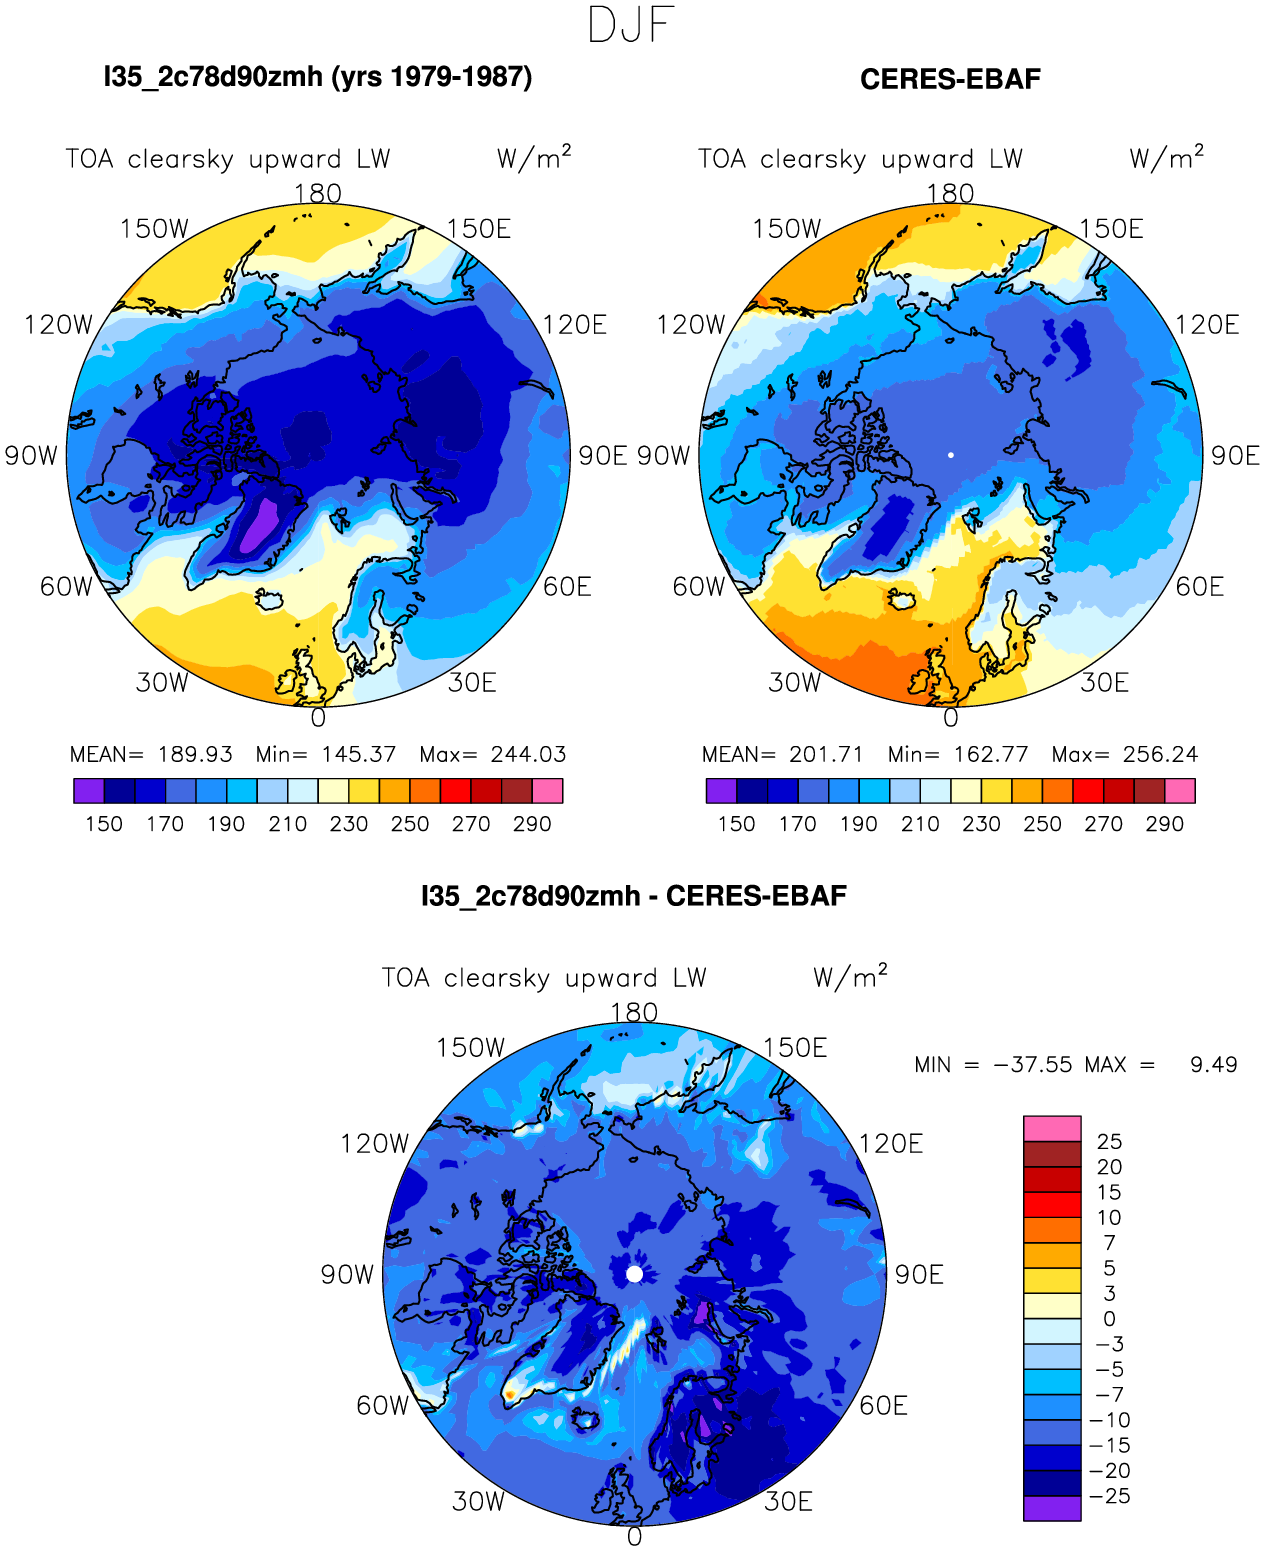 DJF
I35_2c78d90zmh (yrs 1979-1987)
CERES-EBAF
TOA clearsky upward LW W/m²
TOA clearsky upward LW W/m²
180
180
150W 150E
150W 150E
120W 120E
120W 120E
90W 90E
90W 90E
60W 60E
60W 60E
30W 30E
30W 30E
0
0
MEAN= 189.93 Min= 145.37 Max= 244.03
MEAN= 201.71 Min= 162.77 Max= 256.24
150 170 190 210 230 250 270 290
150 170 190 210 230 250 270 290
I35_2c78d90zmh - CERES-EBAF
TOA clearsky upward LW W/m²
180
150W 150E
MIN = −37.55 MAX = 9.49
120W 120E
90W 90E
60W 60E
30W 30E
0
25
20
15
10
7
5
3
0
−3
−5
−7
−10
−15
−20
−25